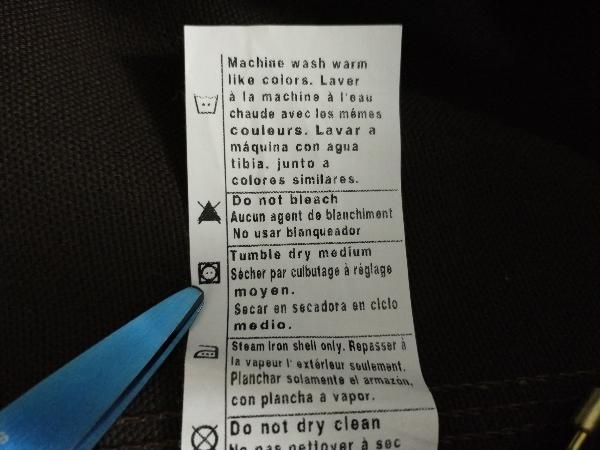 Machine wash warm
like colors. Laver
à la machine à l'eau
chaude avec les mêmes
couleurs. Lavar a
máquina con agua
tibia, junto a
colores similares.
Do not bleach
Aucun agent de blanchiment
No usar blanqueador
Tumble dry medium
Sécher par culbutage à réglage
moyen.
Secar en secadora en ciclo
medio.
Steam iron shell only. Repasser à
la vapeur l' extérieur seulement.
Planchar solamente el armazón,
con plancha a vapor.
Do not dry clean
Ne pas nettoyer à sec